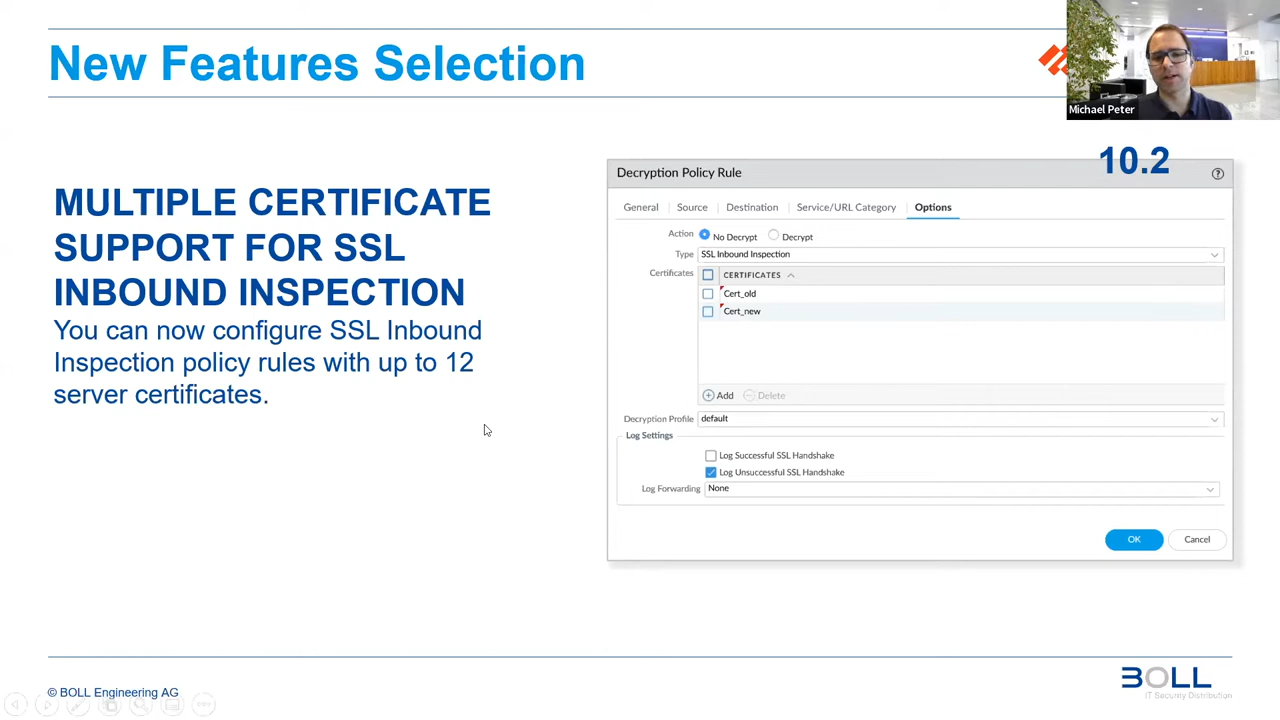 New Features Selection
Michael Peter
10.2
MULTIPLE CERTIFICATE
SUPPORT FOR SSL
INBOUND INSPECTION
You can now configure SSL Inbound
Inspection policy rules with up to 12
server certificates.
Decryption Policy Rule
General Source Destination Service/URL Category Options
Action No Decrypt Decrypt
Type SSL Inbound Inspection
Certificates CERTIFICATES
Cert_old
Cert_new
Add Delete
Decryption Profile default
Log Settings
Log Successful SSL Handshake
Log Unsuccessful SSL Handshake
Log Forwarding None
OK Cancel
© BOLL Engineering AG
BOLL
IT Security Distribution